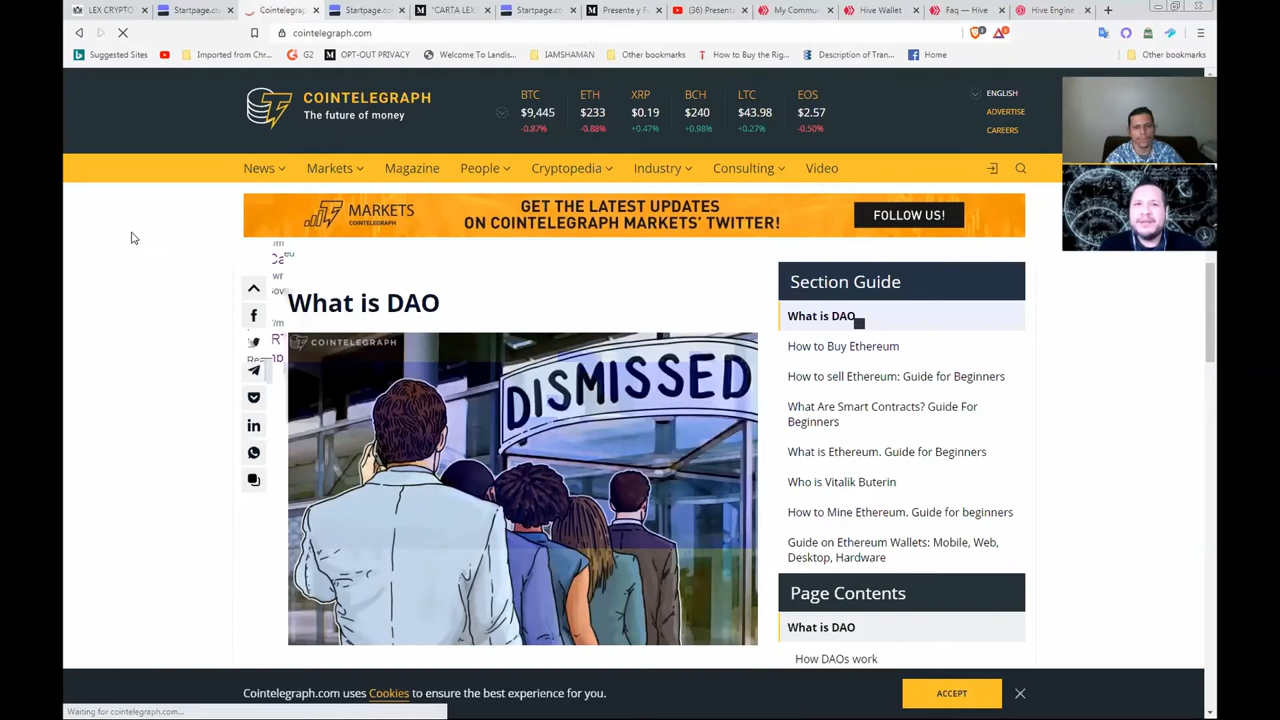 LEX CRYPTO
Startpage.co
Cointelegrap
Startpage.co
"CARTA LEX
Startpage.co
Presente y F
(36) Present
My Commu
Hive Wallet
Faq — Hive
Hive Engine
cointelegraph.com
Suggested Sites
Imported from Chr...
G2
OPT-OUT PRIVACY
Welcome To Landis...
IAMSHAMAN
Other bookmarks
How to Buy the Rig...
Description of Tran...
Home
Other bookmarks
COINTELEGRAPH
The future of money
BTC ETH XRP BCH LTC EOS
$9,445 $233 $0.19 $240 $43.98 $2.57
-0.87% -0.88% +0.47% +0.98% +0.27% -0.50%
ENGLISH
ADVERTISE
CAREERS
News Markets Magazine People Cryptopedia Industry Consulting Video
MARKETS
COINTELEGRAPH
GET THE LATEST UPDATES
ON COINTELEGRAPH MARKETS' TWITTER!
FOLLOW US!
What is DAO
COINTELEGRAPH
DISMISSED
Section Guide
What is DAO
How to Buy Ethereum
How to sell Ethereum: Guide for Beginners
What Are Smart Contracts? Guide For
Beginners
What is Ethereum. Guide for Beginners
Who is Vitalik Buterin
How to Mine Ethereum. Guide for beginners
Guide on Ethereum Wallets: Mobile, Web,
Desktop, Hardware
Page Contents
What is DAO
How DAOs work
Cointelegraph.com uses Cookies to ensure the best experience for you.
ACCEPT
Waiting for cointelegraph.com...